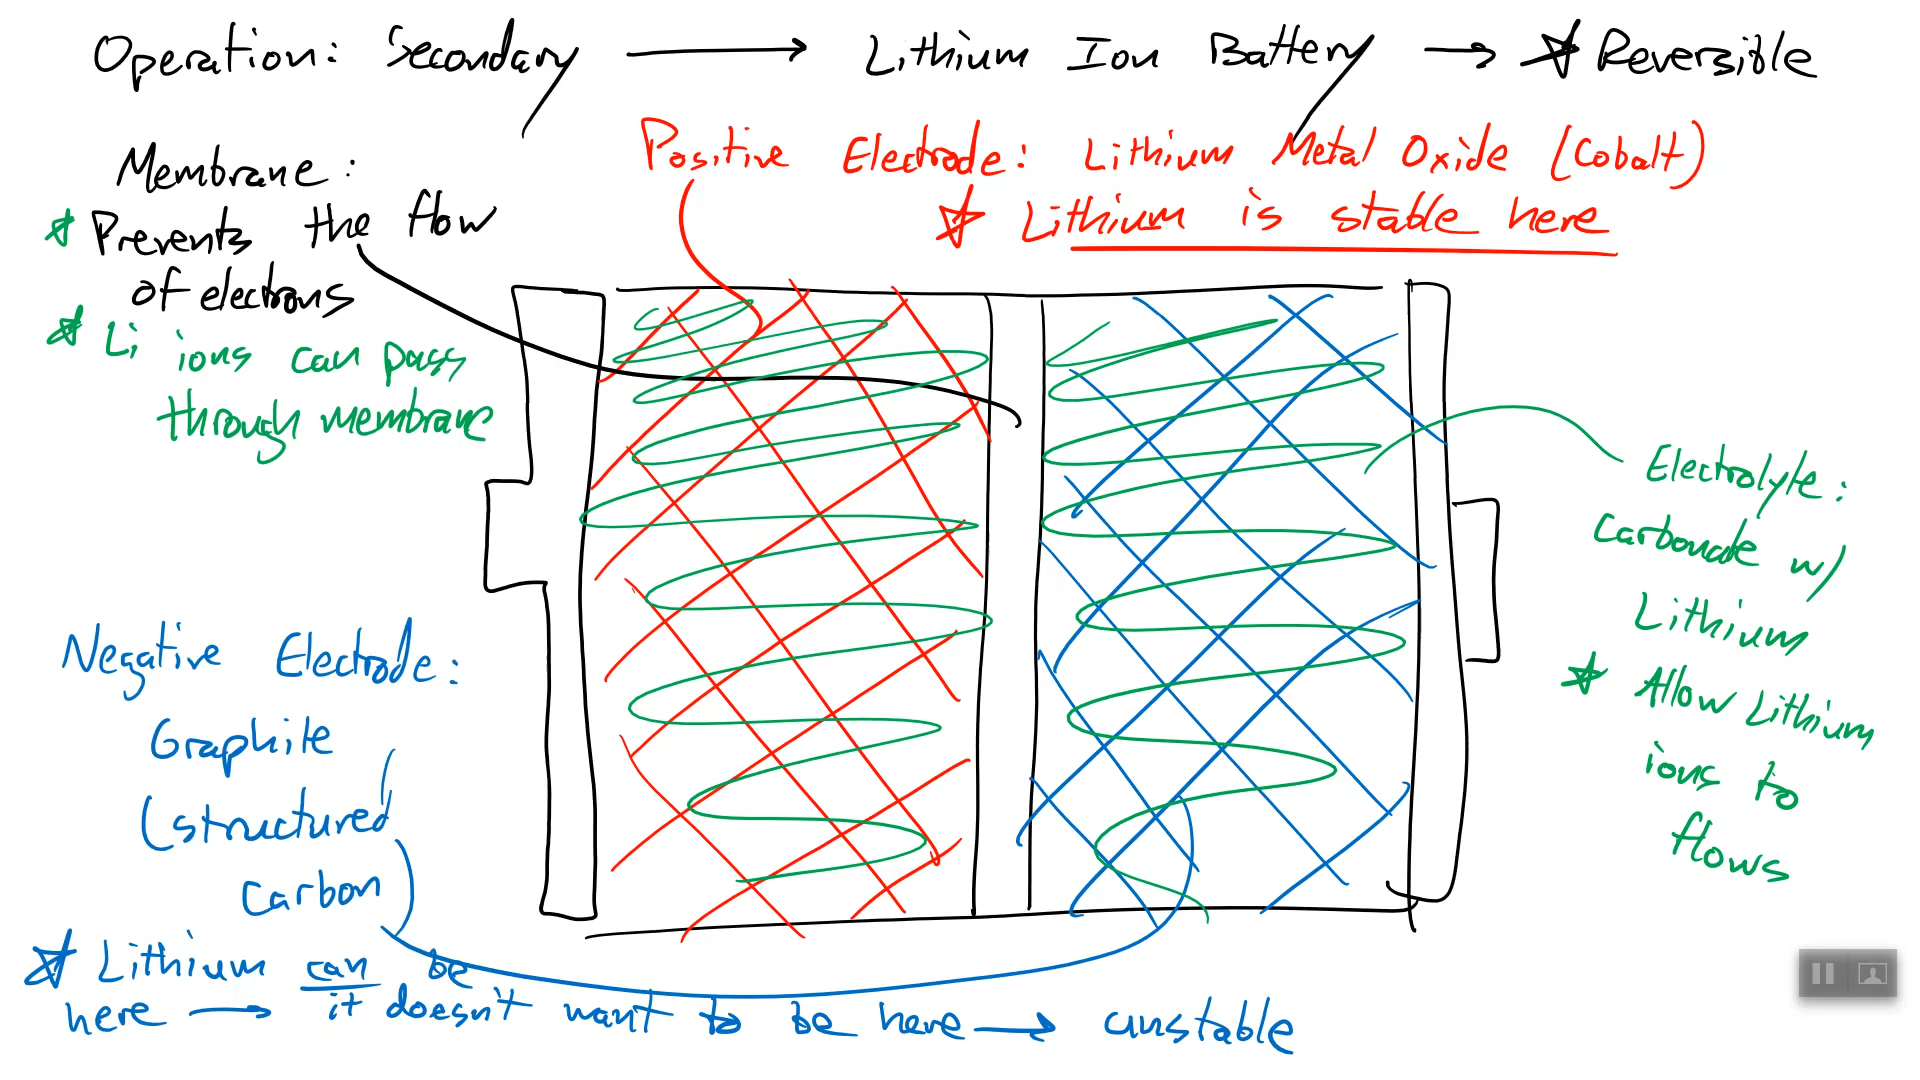 Operation: Secondary → Lithium Ion Battery → ☆ Reversible
Membrane:
☆ Prevents the flow
of electrons
☆ Li ions can pass
through membrane
Positive Electrode: Lithium Metal Oxide (Cobalt)
☆ Lithium is stable here
Electrolyte:
Carbonate w/
Lithium
☆ Allow Lithium
ions to
flows
Negative Electrode:
Graphite
(structured
carbon
☆ Lithium can be
here → it doesn't want to be here → unstable